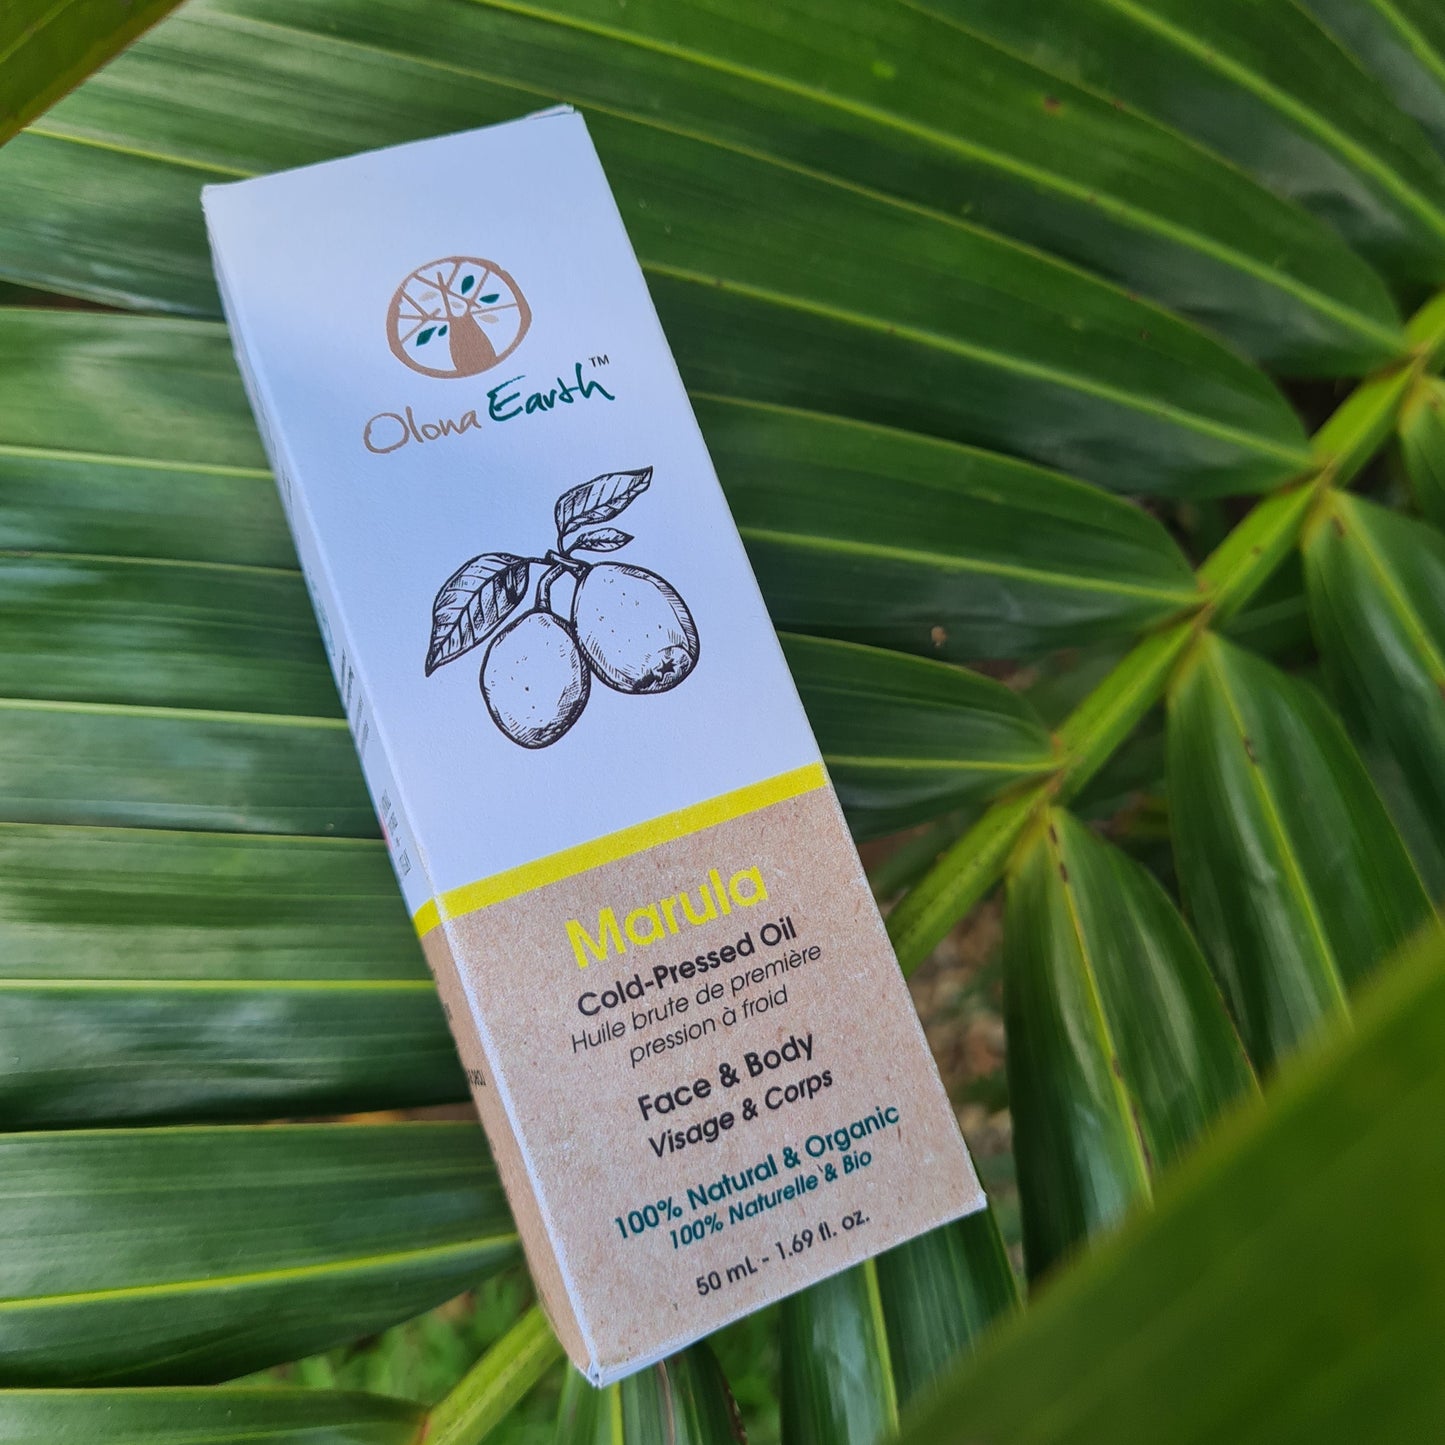 Olona Earth™
Marula
Cold-Pressed Oil
Huile brute de première
pression à froid
Face & Body
Visage & Corps
100% Natural & Organic
100% Naturelle & Bio
50 mL - 1.69 fl. oz.